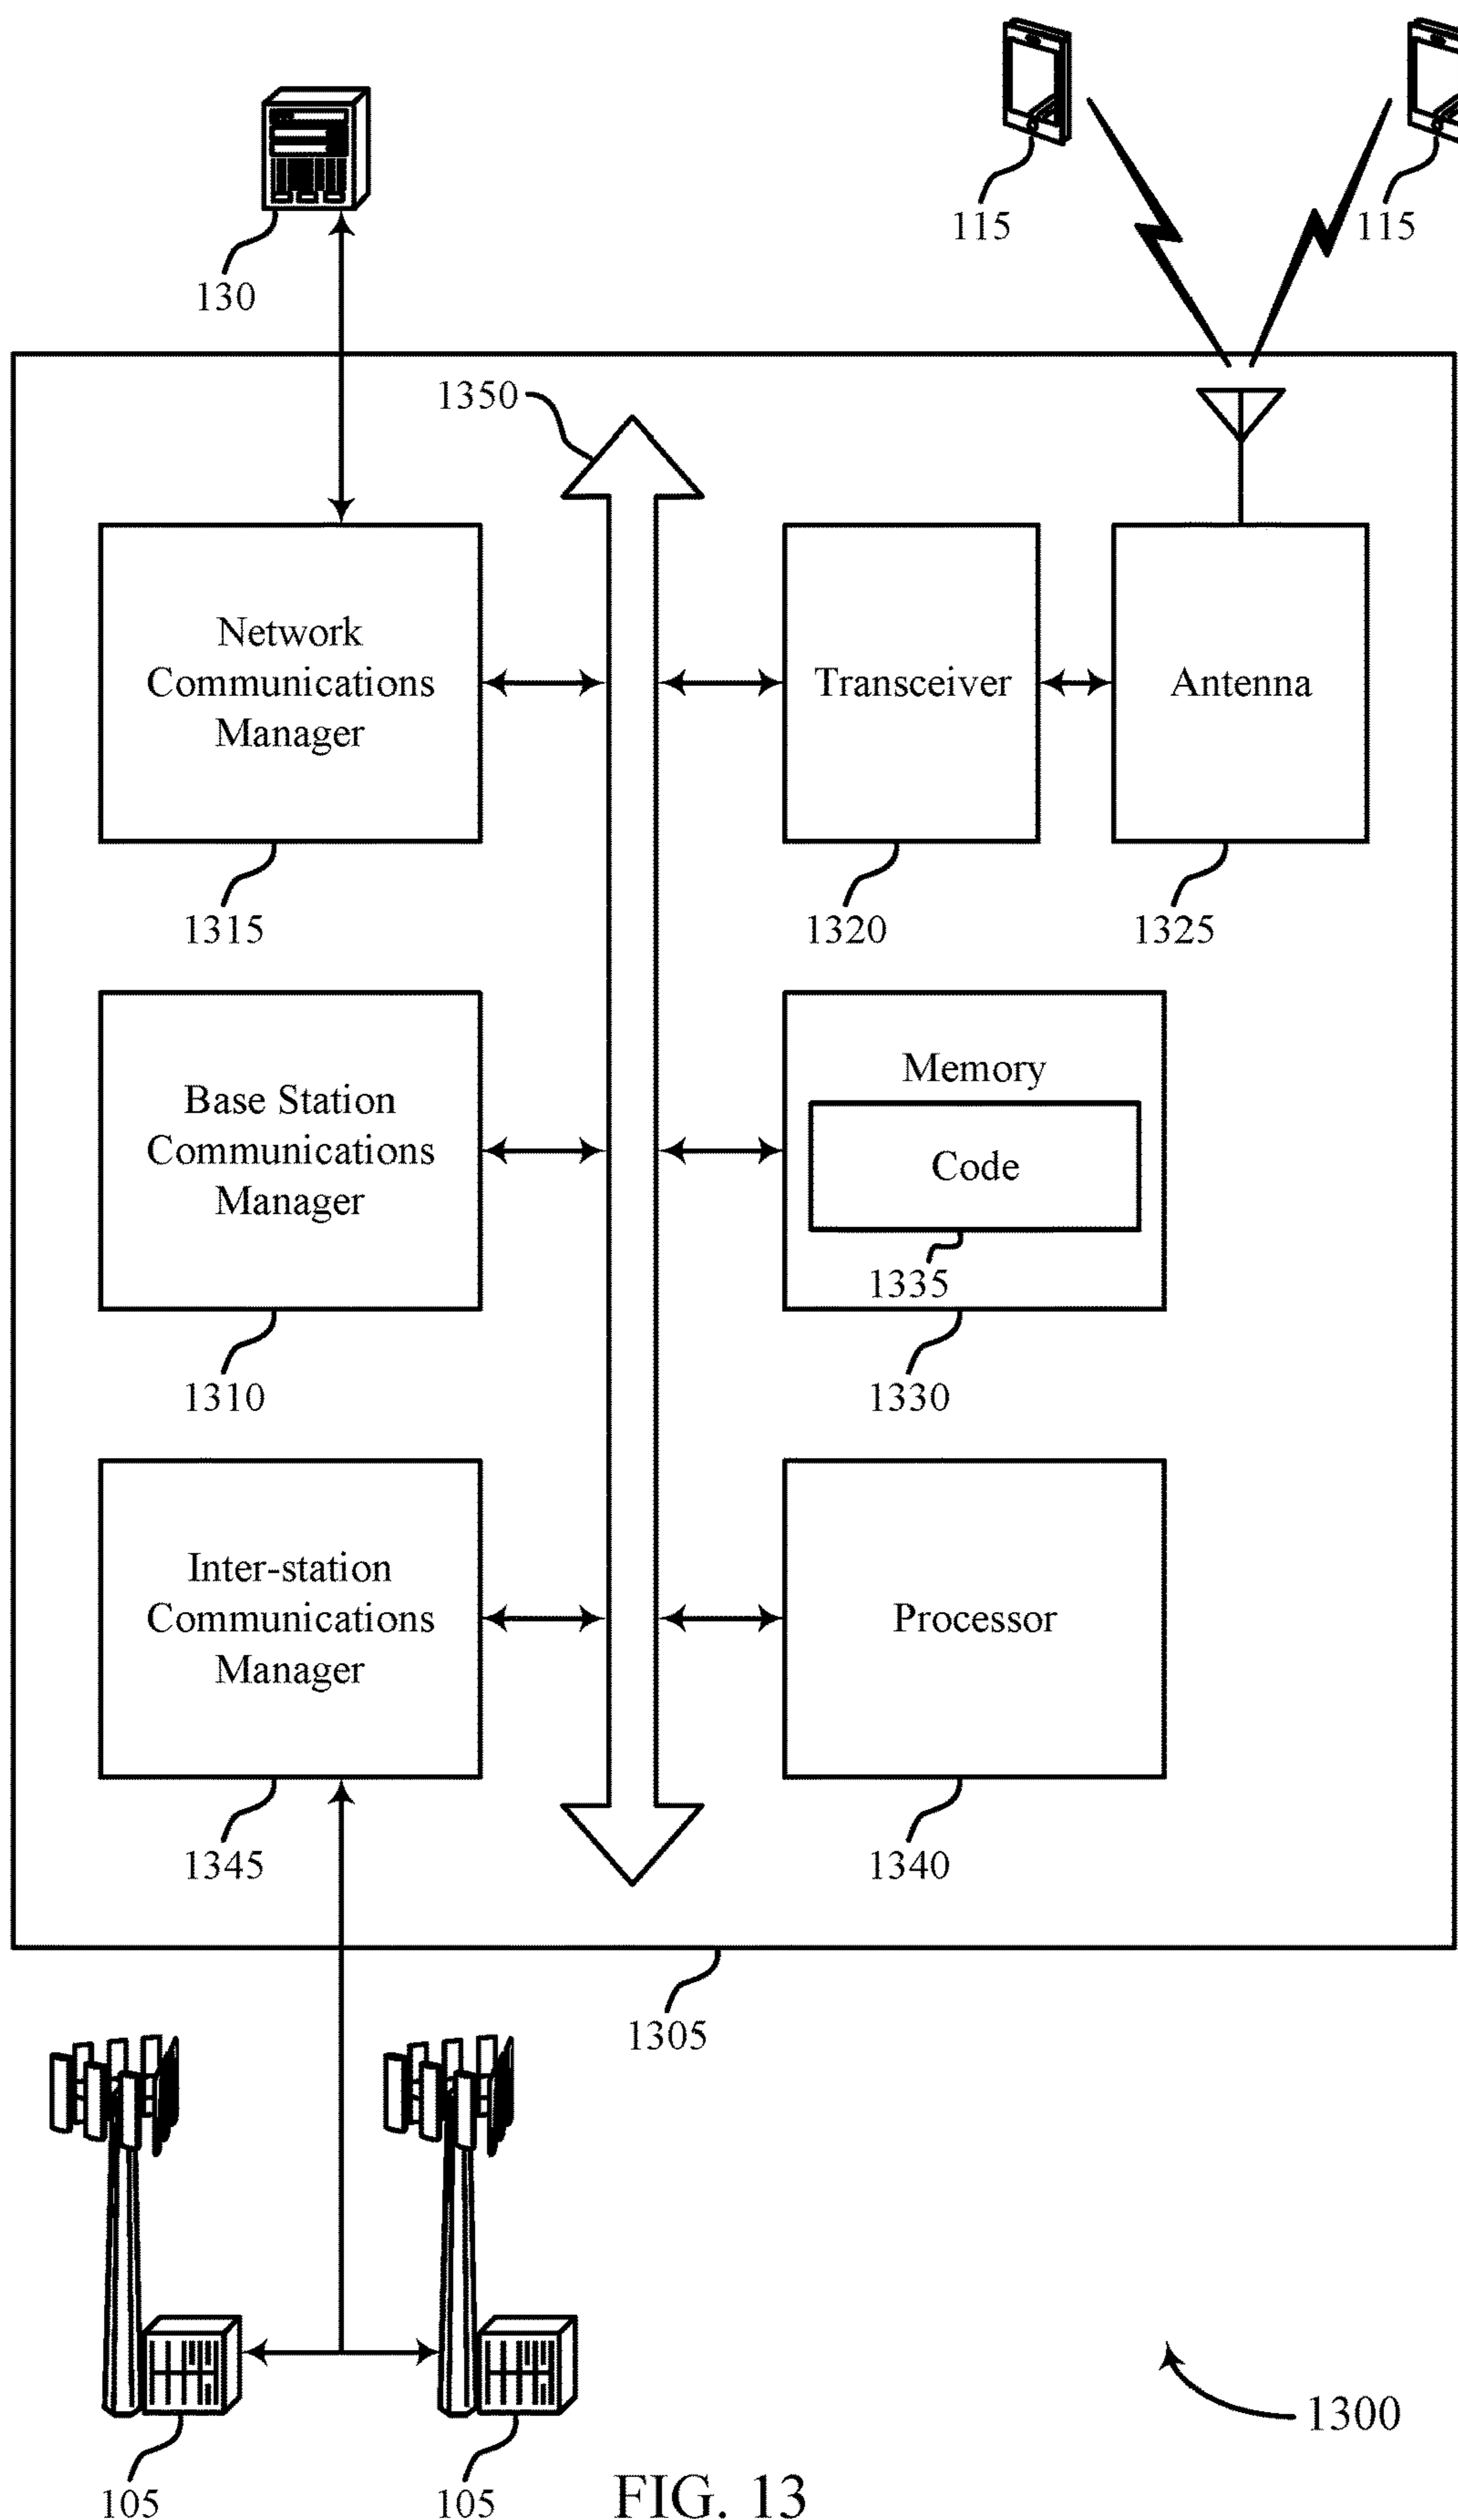 115
115
130
1350
Network
Communications
Manager
Transceiver
Antenna
1315
1320
1325
Base Station
Communications
Manager
Memory
Code
1335
1310
1330
Inter-station
Communications
Manager
Processor
1345
1340
1305
1300
105
105
FIG. 13